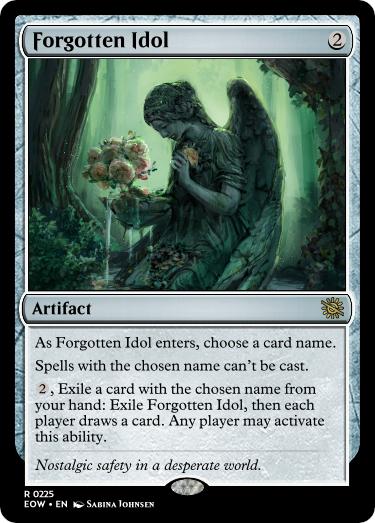 Forgotten Idol 2
Artifact
As Forgotten Idol enters, choose a card name.
Spells with the chosen name can't be cast.
2, Exile a card with the chosen name from
your hand: Exile Forgotten Idol, then each
player draws a card. Any player may activate
this ability.
Nostalgic safety in a desperate world.
R 0225
EOW • EN Sabina Johnsen